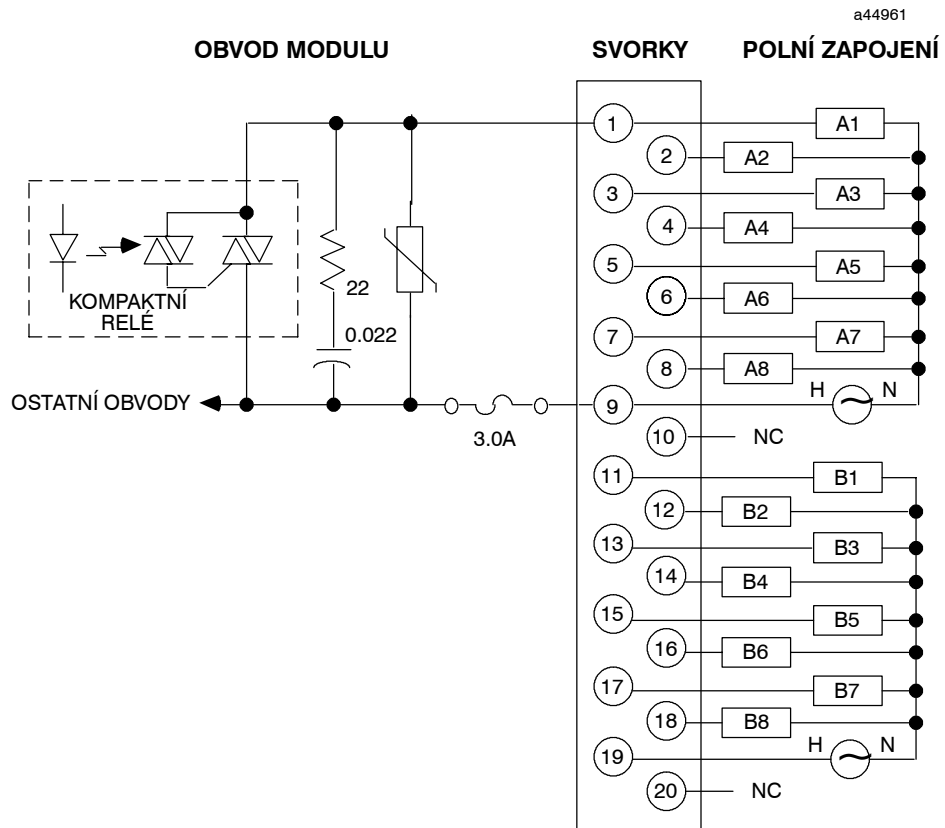 a44961
OBVOD MODULU
SVORKY
POLNÍ ZAPOJENÍ
1
A1
2
A2
3
A3
4
A4
5
A5
6
A6
7
A7
8
A8
H
N
9
10
NC
11
B1
12
B2
13
B3
14
B4
15
B5
16
B6
17
B7
18
B8
H
N
19
20
NC
KOMPAKTNÍ
RELÉ
22
0.022
OSTATNÍ OBVODY
3.0A